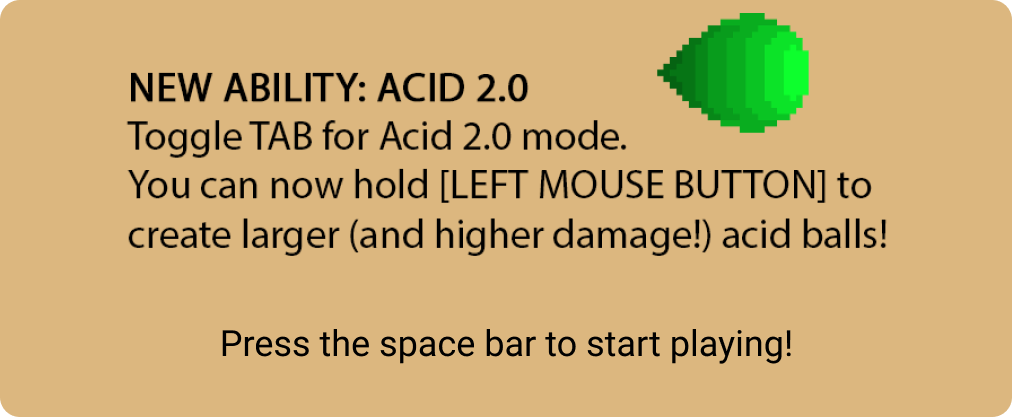 NEW ABILITY: ACID 2.0
Toggle TAB for Acid 2.0 mode.
You can now hold [LEFT MOUSE BUTTON] to
create larger (and higher damage!) acid balls!
Press the space bar to start playing!